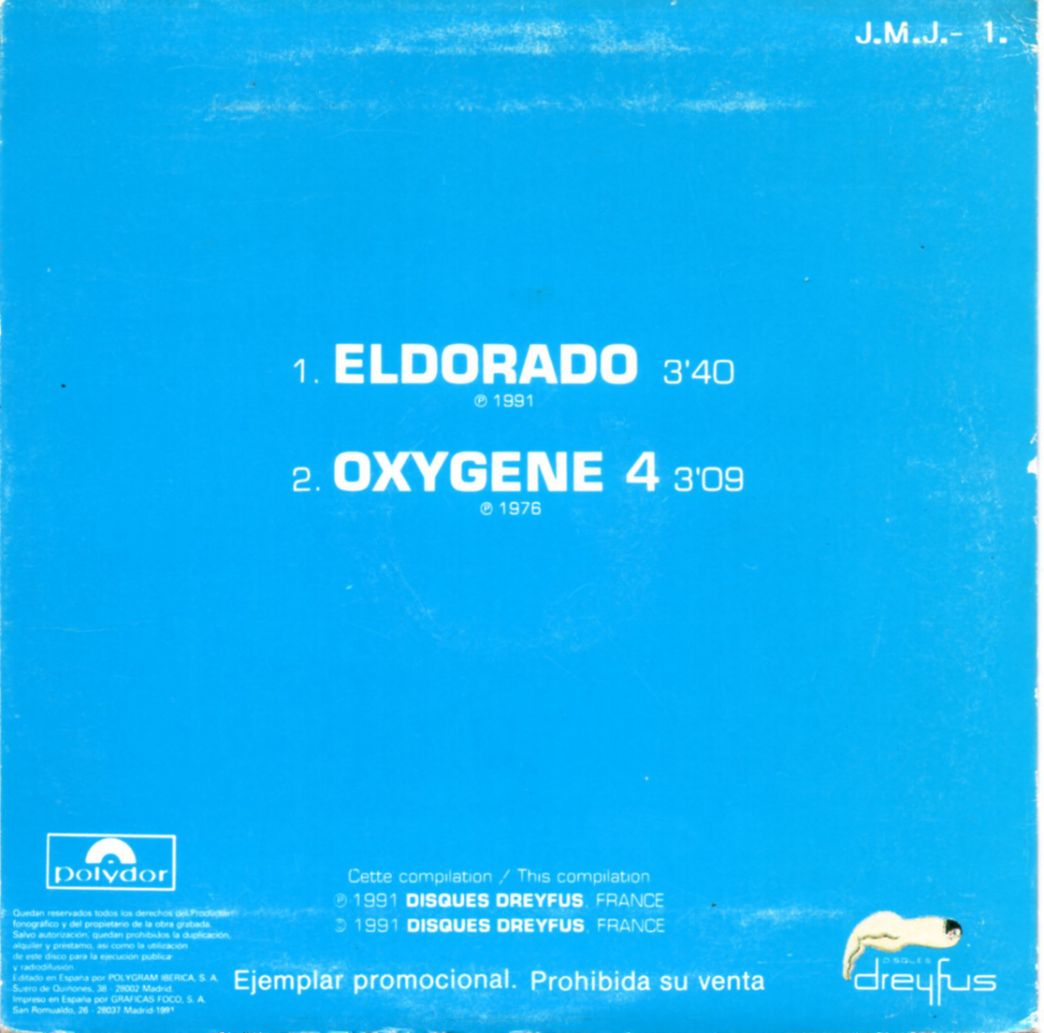 J.M.J.- 1.
1. ELDORADO 3'40
℗ 1991
2. OXYGENE 4 3'09
℗ 1976
polydor
Cette compilation / This compilation
℗ 1991 DISQUES DREYFUS, FRANCE
© 1991 DISQUES DREYFUS, FRANCE
Quedan reservados todos los derechos del Productor
fonográfico y del propietario de la obra grabada.
Salvo autorización, quedan prohibidos la duplicación,
alquiler y préstamo, así como la utilización
de este disco para la ejecución pública
y radiodifusión.
Editado en España por POLYGRAM IBERICA, S. A.
Suero de Quiñones, 38 - 28002 Madrid.
Impreso en España por GRAFICAS FOCO, S. A.
San Romualdo, 26 - 28037 Madrid-1991
Ejemplar promocional. Prohibida su venta
DISQUES
dreyfus